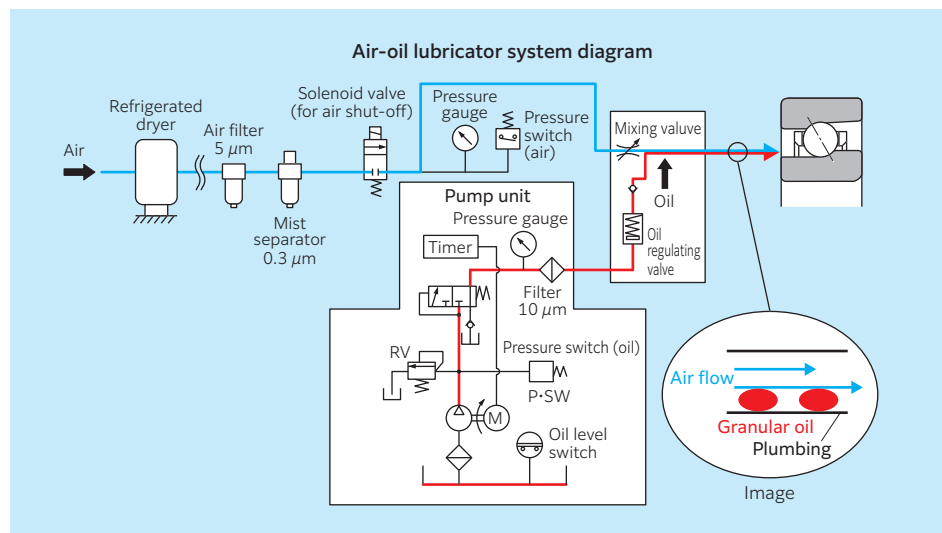 Air-oil lubricator system diagram
Refrigerated
dryer
Air
Air filter
5 μm
Mist
separator
0.3 μm
Solenoid valve
(for air shut-off)
Pressure
gauge
Pressure
switch
(air)
Mixing valuve
Oil
Oil
regulating
valve
Pump unit
Pressure gauge
Timer
Filter
10 μm
RV
Pressure switch (oil)
P·SW
M
Oil level
switch
Air flow
Granular oil
Plumbing
Image